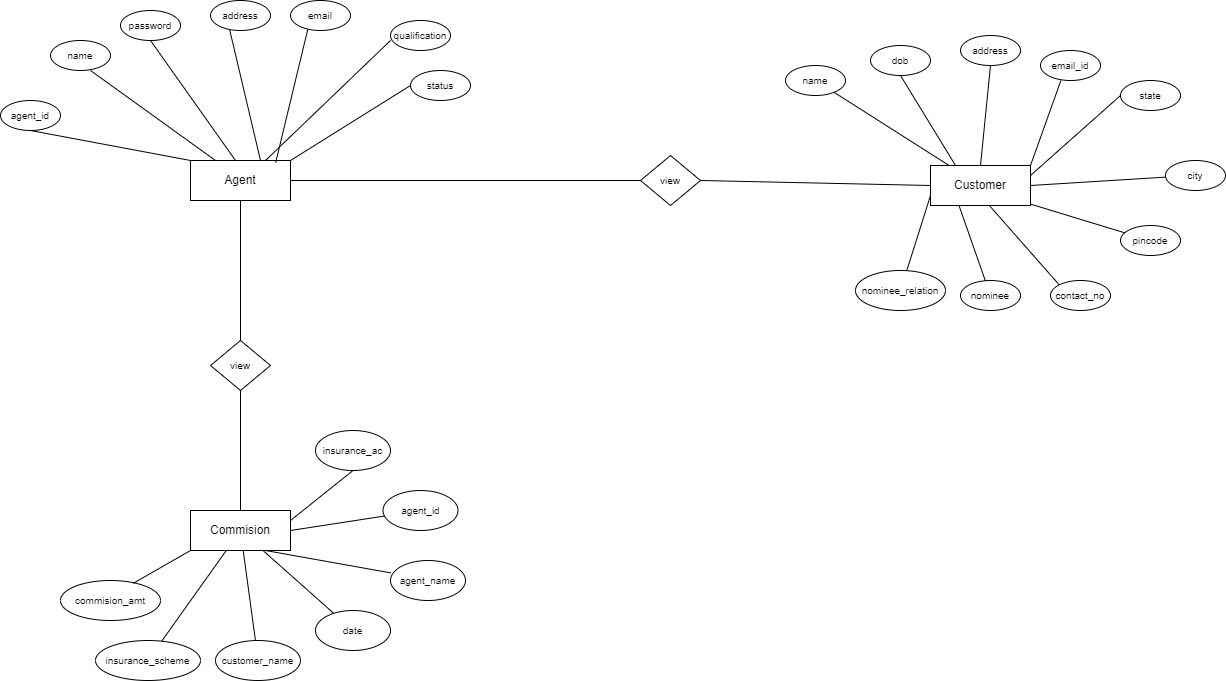 address
email
password
qualification
name
status
agent_id
Agent
view
address
dob
email_id
name
state
city
Customer
pincode
nominee_relation
nominee
contact_no
view
insurance_ac
agent_id
Commision
agent_name
commision_amt
date
insurance_scheme
customer_name